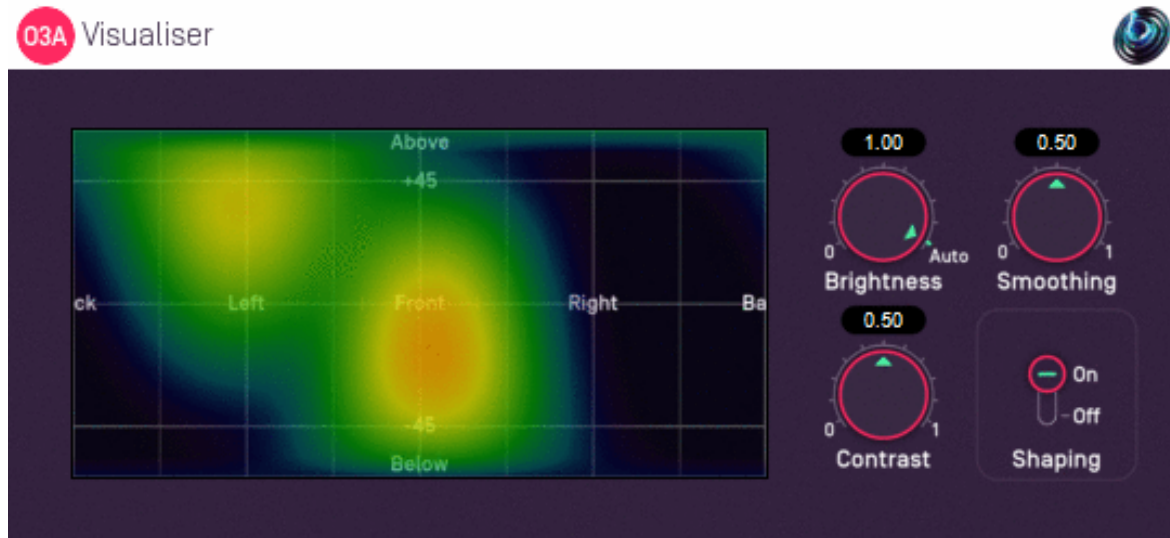 O3A Visualiser
Above
+45
ck Left Front Right Ba
-45
Below
1.00
0 Auto
Brightness
0.50
0 1
Smoothing
0.50
0 1
Contrast
On
Off
Shaping